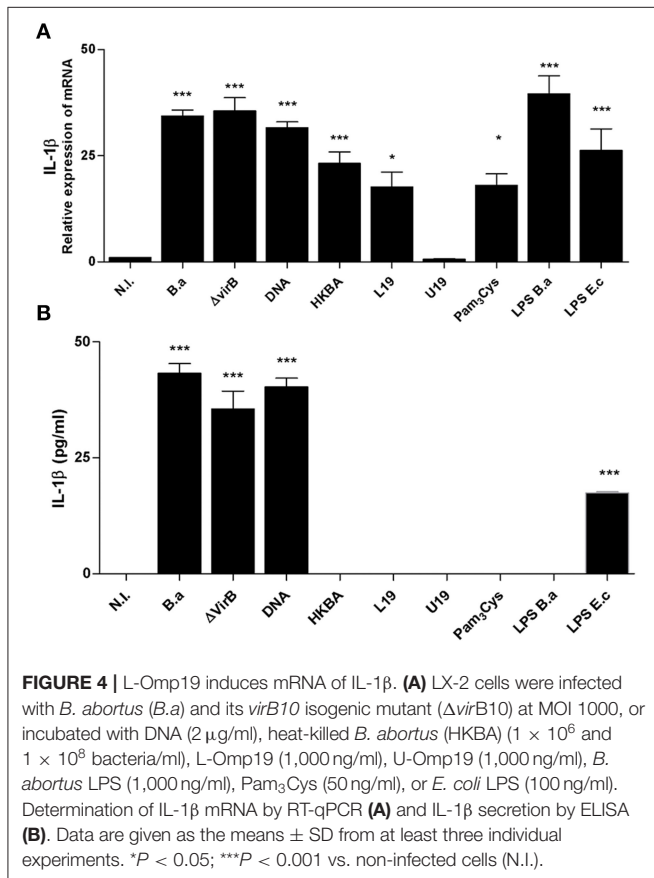 A
IL-1β
Relative expression of mRNA
50
25
0
***
***
***
***
*
*
***
***
N.I.
B.a
ΔvirB
DNA
HKBA
L19
U19
Pam₃Cys
LPS B.a
LPS E.c
B
IL-1β (pg/ml)
50
25
0
***
***
***
***
N.I.
B.a
ΔVirB
DNA
HKBA
L19
U19
Pam₃Cys
LPS B.a
LPS E.c
FIGURE 4 | L-Omp19 induces mRNA of IL-1β. (A) LX-2 cells were infected
with B. abortus (B.a) and its virB10 isogenic mutant (ΔvirB10) at MOI 1000, or
incubated with DNA (2 μg/ml), heat-killed B. abortus (HKBA) (1 × 10⁶ and
1 × 10⁸ bacteria/ml), L-Omp19 (1,000 ng/ml), U-Omp19 (1,000 ng/ml), B.
abortus LPS (1,000 ng/ml), Pam₃Cys (50 ng/ml), or E. coli LPS (100 ng/ml).
Determination of IL-1β mRNA by RT-qPCR (A) and IL-1β secretion by ELISA
(B). Data are given as the means ± SD from at least three individual
experiments. *P < 0.05; ***P < 0.001 vs. non-infected cells (N.I.).